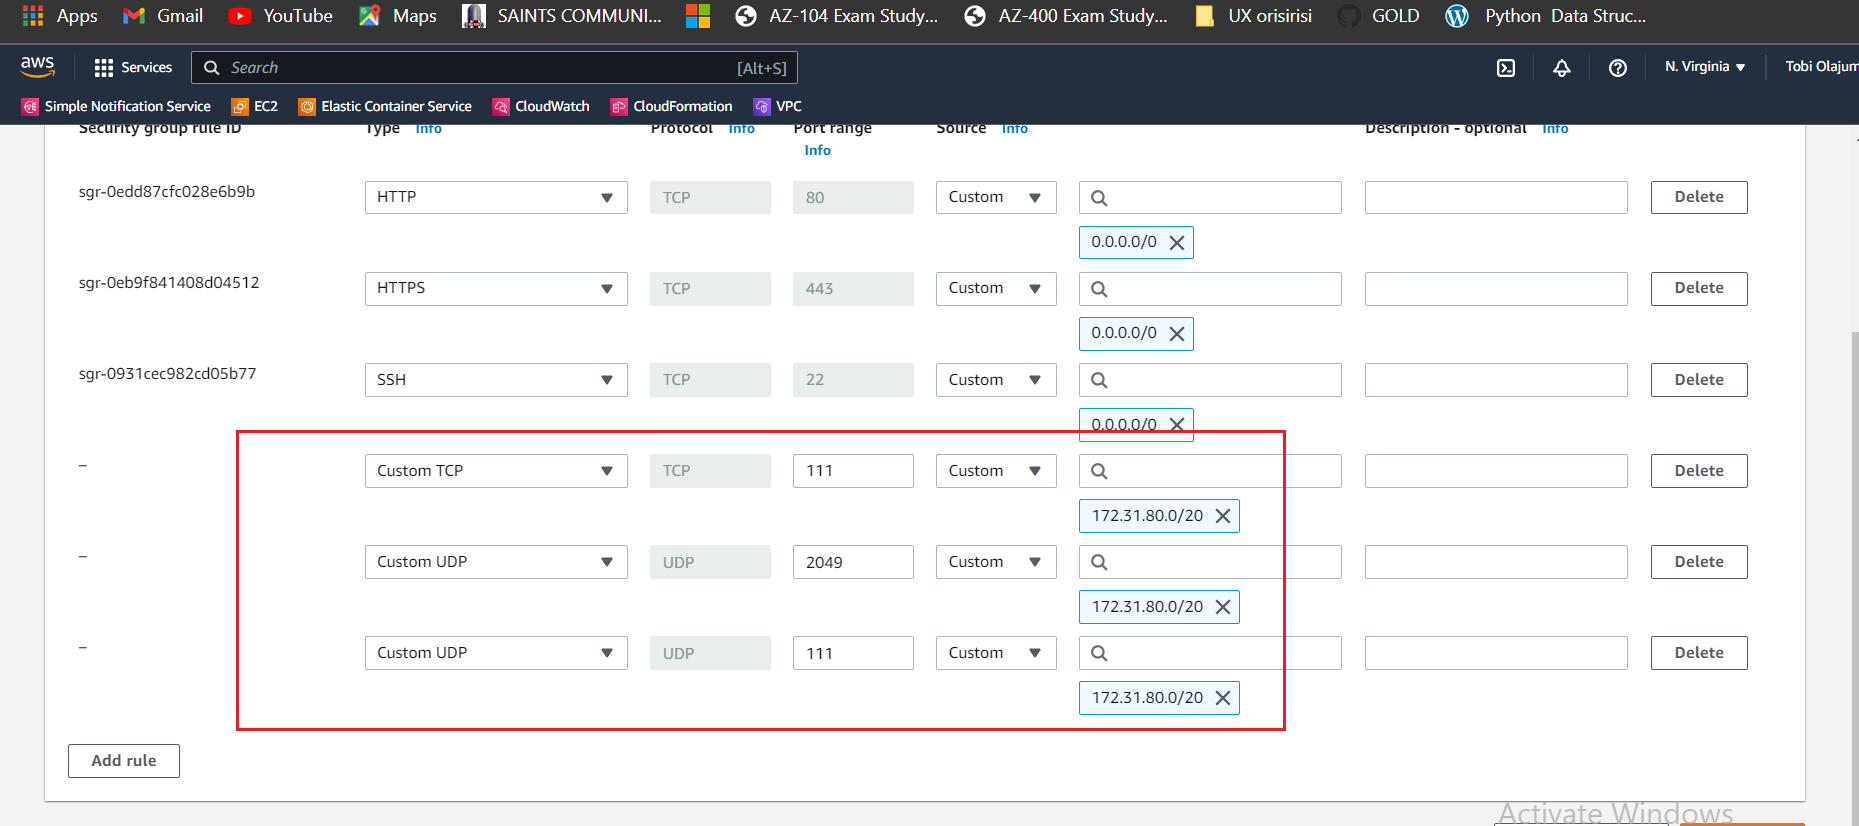 Apps Gmail YouTube Maps SAINTS COMMUNI... AZ-104 Exam Study... AZ-400 Exam Study... UX orisirisi GOLD Python Data Struc...
aws Services Search [Alt+S] N. Virginia Tobi Olajum
Simple Notification Service EC2 Elastic Container Service CloudWatch CloudFormation VPC
Security group rule ID Type Info Protocol Info Port range Source Info Description - optional Info
Info
sgr-0edd87cfc028e6b9b HTTP TCP 80 Custom Delete
0.0.0.0/0
sgr-0eb9f841408d04512 HTTPS TCP 443 Custom Delete
0.0.0.0/0
sgr-0931cec982cd05b77 SSH TCP 22 Custom Delete
0.0.0.0/0
– Custom TCP TCP 111 Custom Delete
172.31.80.0/20
– Custom UDP UDP 2049 Custom Delete
172.31.80.0/20
– Custom UDP UDP 111 Custom Delete
172.31.80.0/20
Add rule
Activate Windows